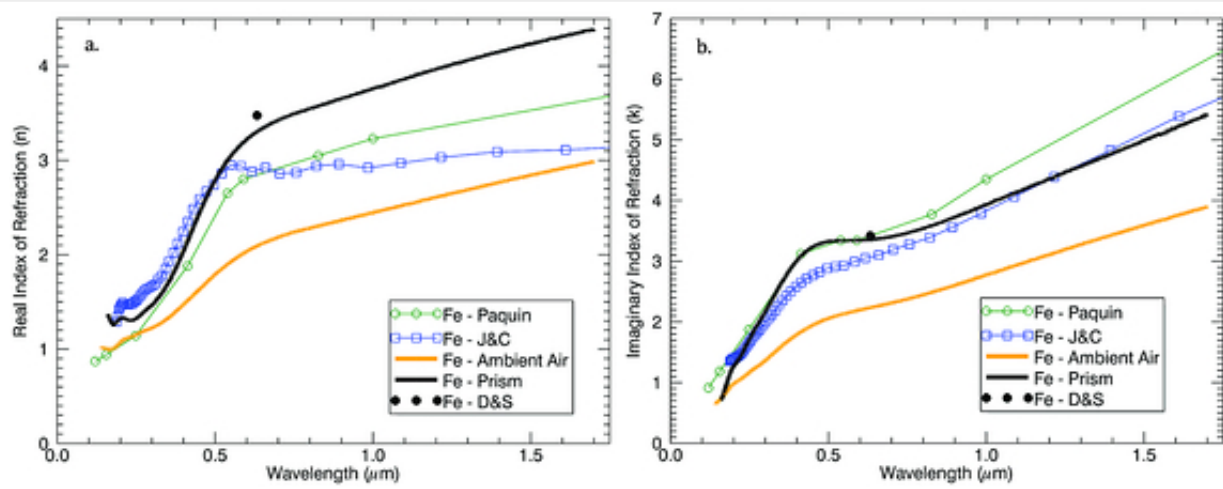 a.
Real Index of Refraction (n)
4
3
2
1
0
0.0 0.5 1.0 1.5
Wavelength (μm)
Fe - Paquin
Fe - J&C
Fe - Ambient Air
Fe - Prism
Fe - D&S
b.
Imaginary Index of Refraction (k)
7
6
5
4
3
2
1
0
0.0 0.5 1.0 1.5
Wavelength (μm)
Fe - Paquin
Fe - J&C
Fe - Ambient Air
Fe - Prism
Fe - D&S